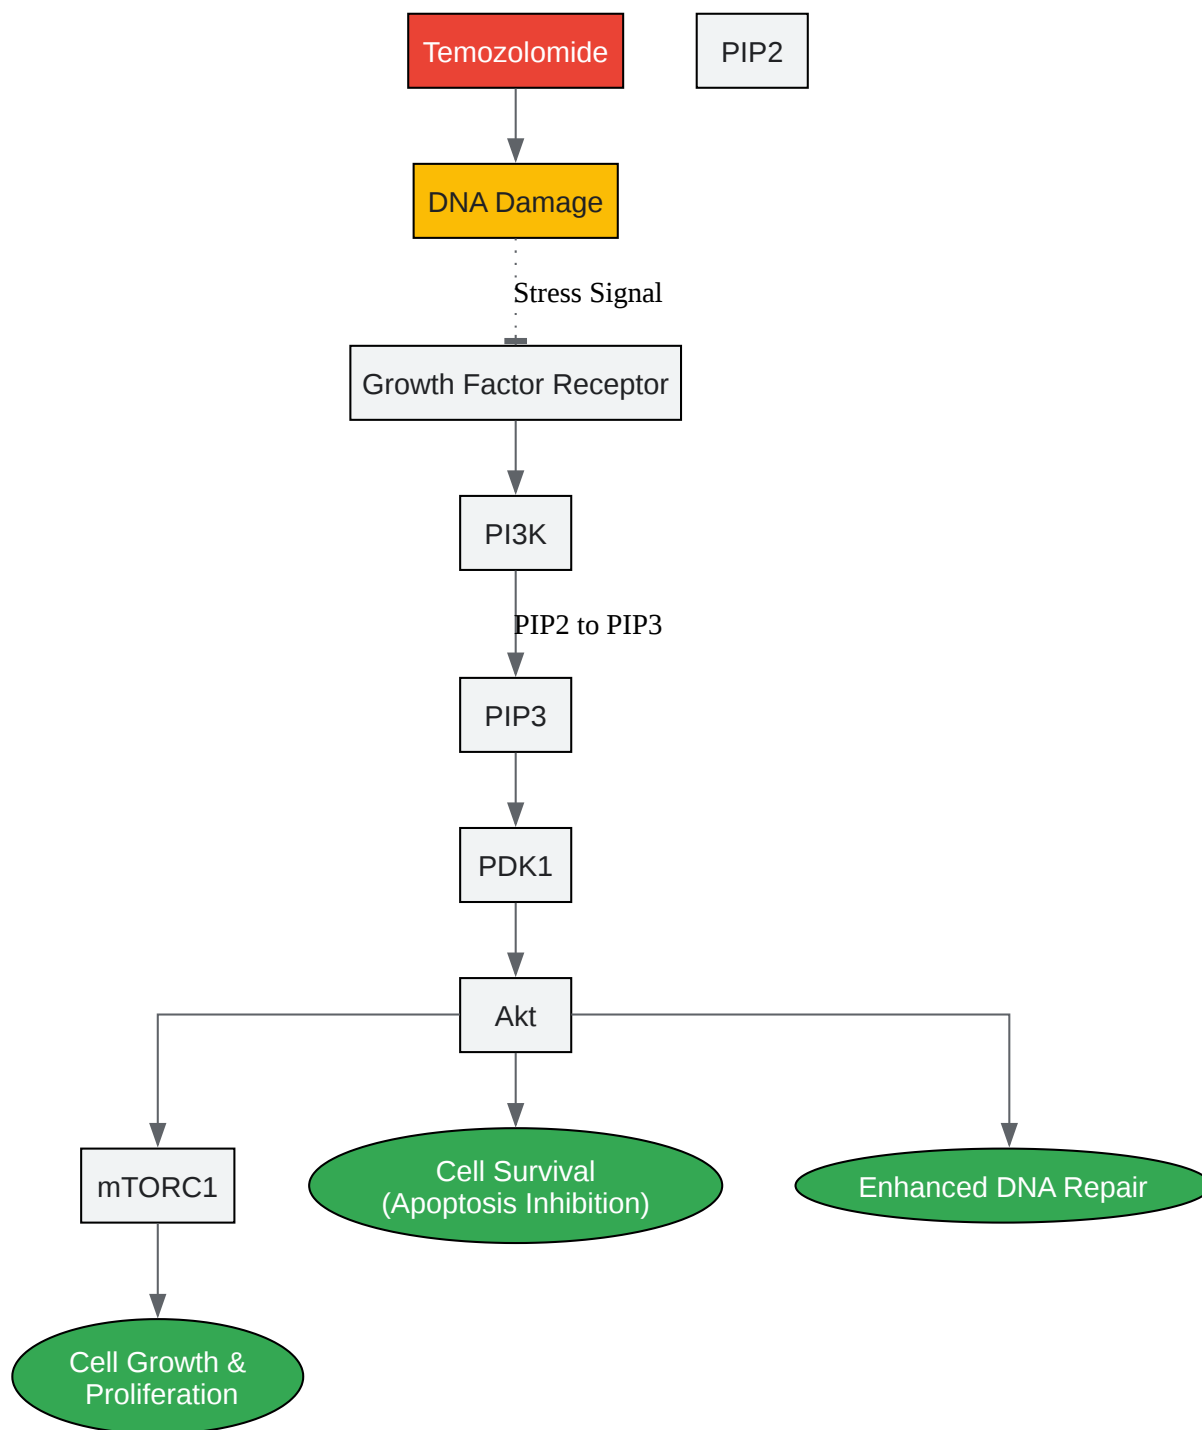 Temozolomide
PIP2
DNA Damage
Stress Signal
Growth Factor Receptor
PI3K
PIP2 to PIP3
PIP3
PDK1
Akt
mTORC1
Cell Survival
(Apoptosis Inhibition)
Enhanced DNA Repair
Cell Growth &
Proliferation